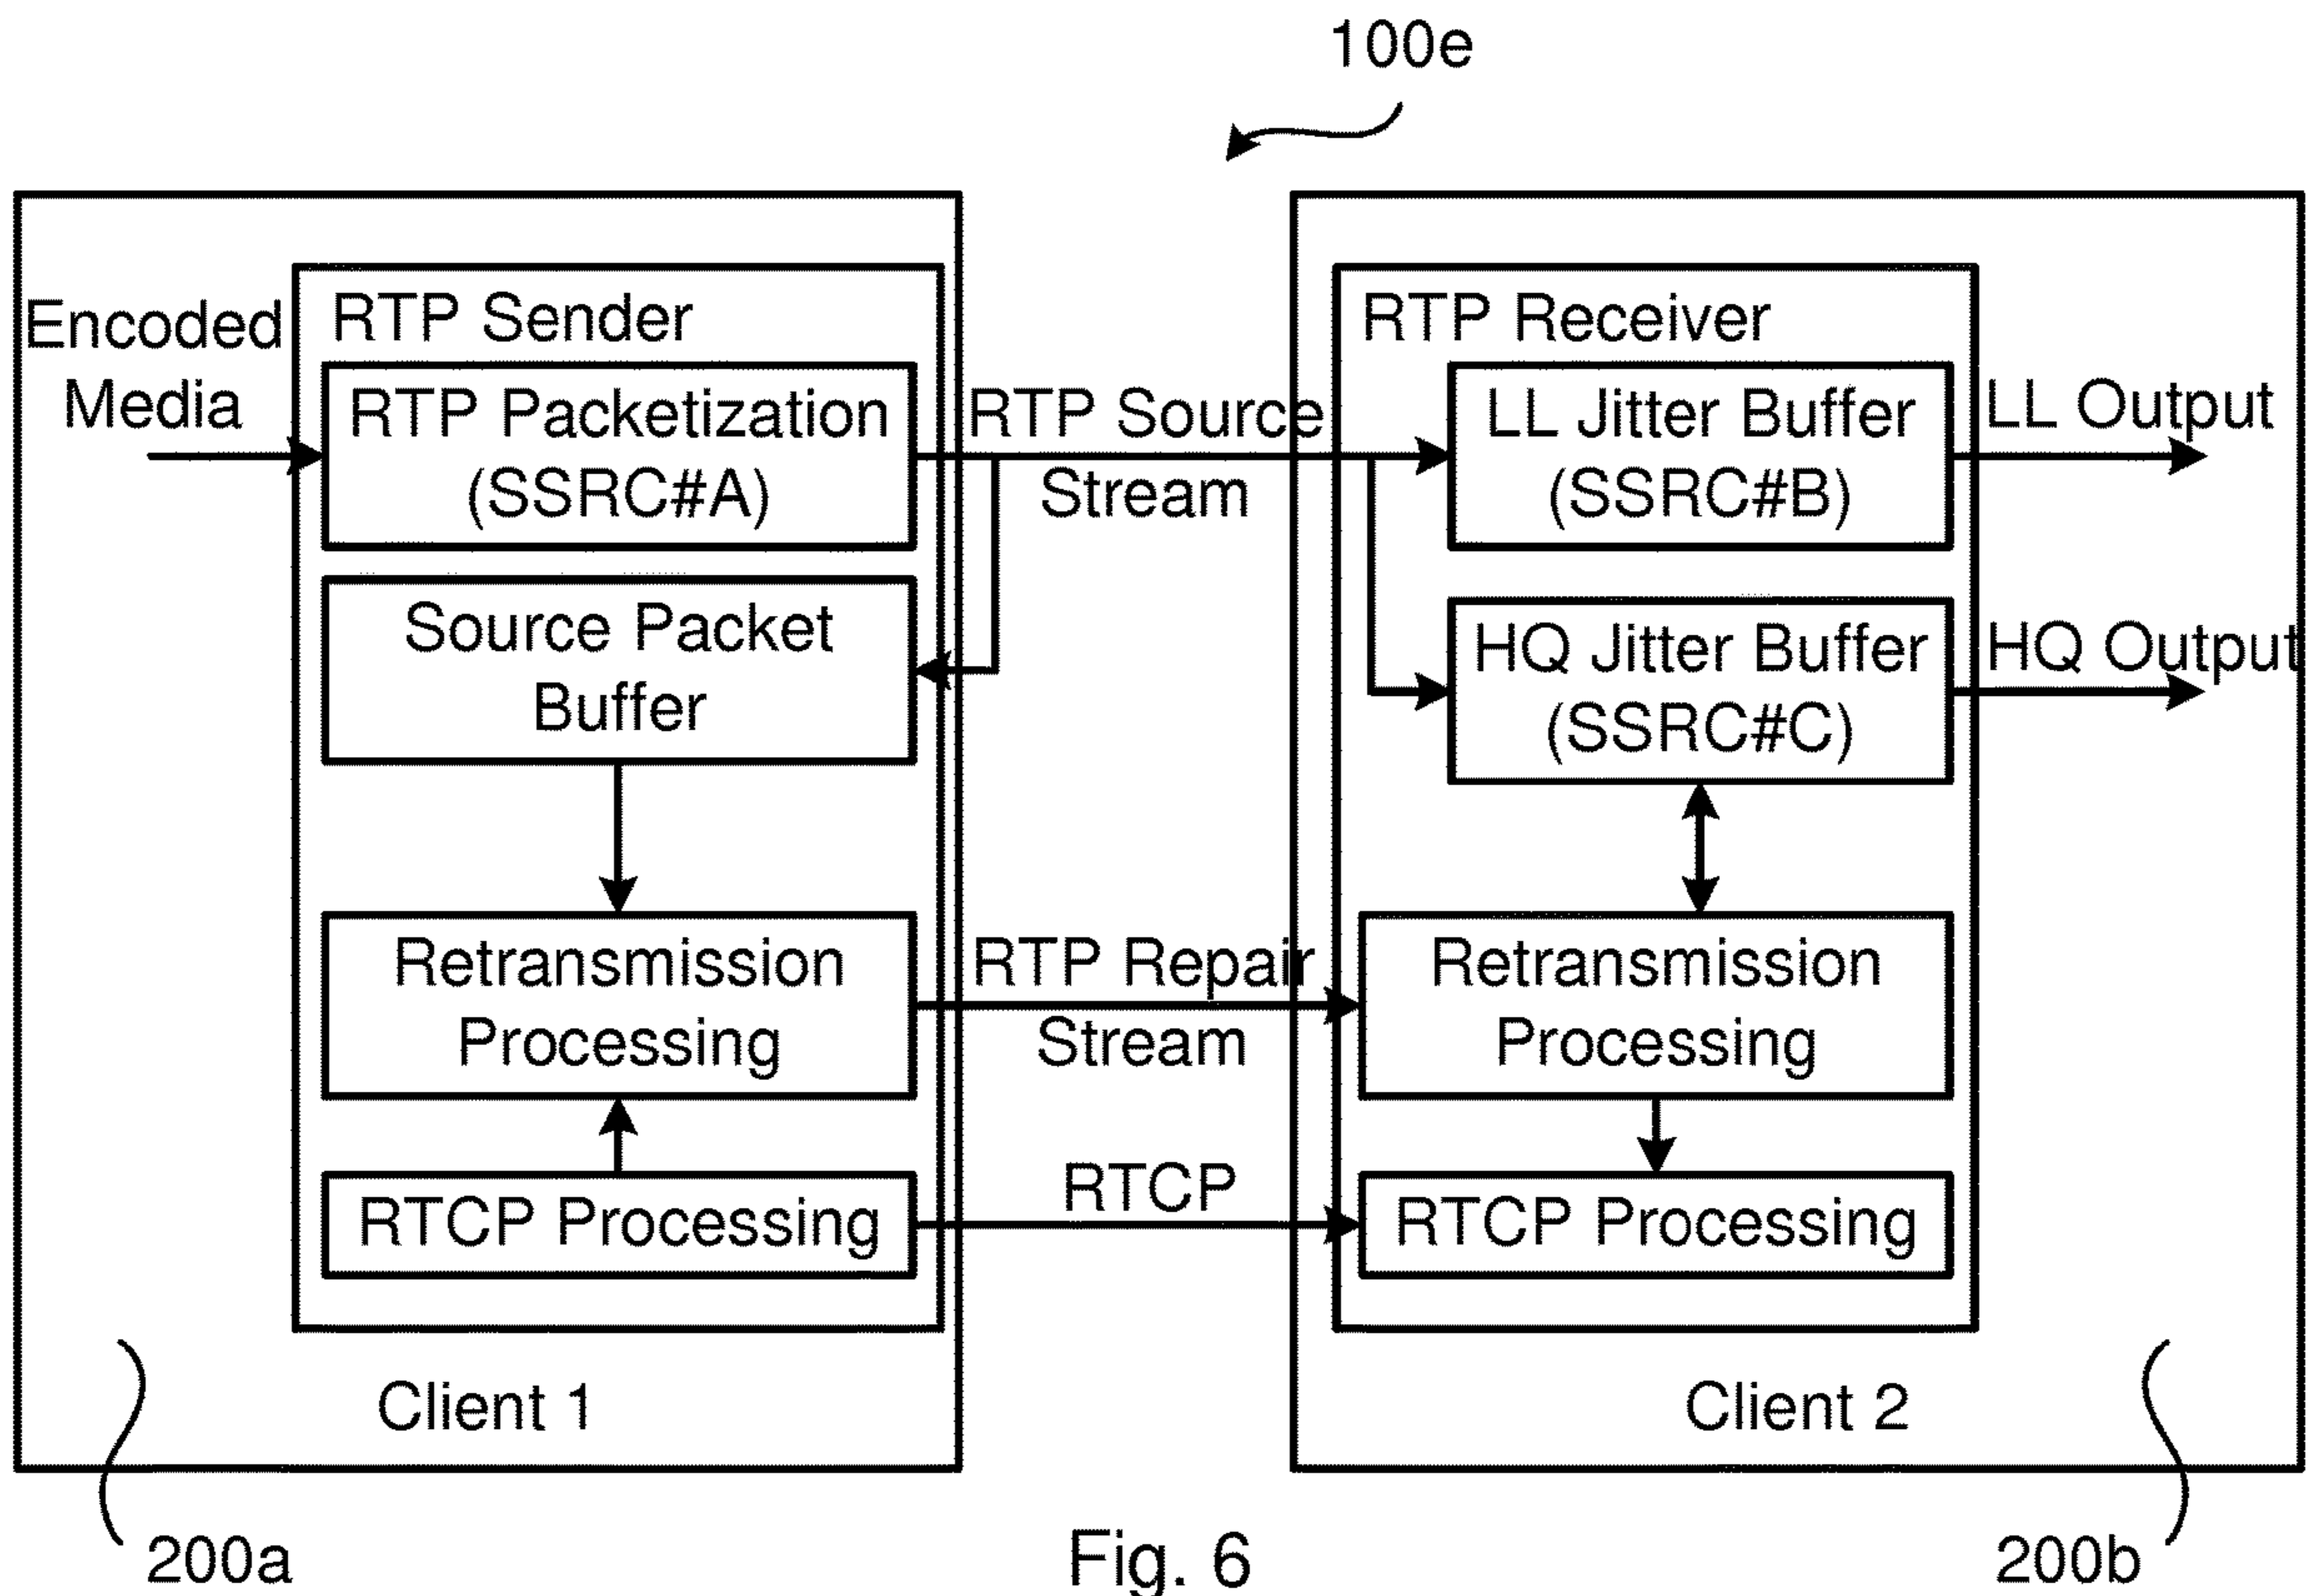 100e
Encoded
Media
RTP Sender
RTP Packetization
(SSRC#A)
Source Packet
Buffer
Retransmission
Processing
RTCP Processing
Client 1
200a
RTP Source
Stream
RTP Repair
Stream
RTCP
RTP Receiver
LL Jitter Buffer
(SSRC#B)
HQ Jitter Buffer
(SSRC#C)
Retransmission
Processing
RTCP Processing
Client 2
200b
LL Output
HQ Output
Fig. 6